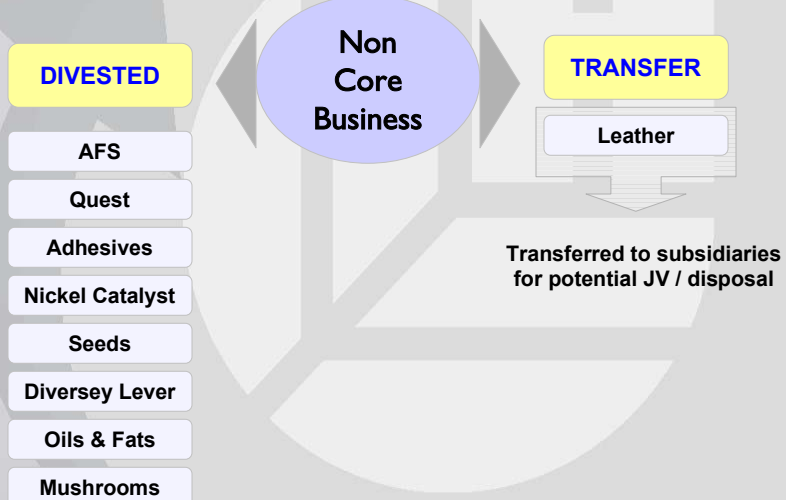 Non
Core
Business
DIVESTED
AFS
Quest
Adhesives
Nickel Catalyst
Seeds
Diversey Lever
Oils & Fats
Mushrooms
TRANSFER
Leather
Transferred to subsidiaries
for potential JV / disposal